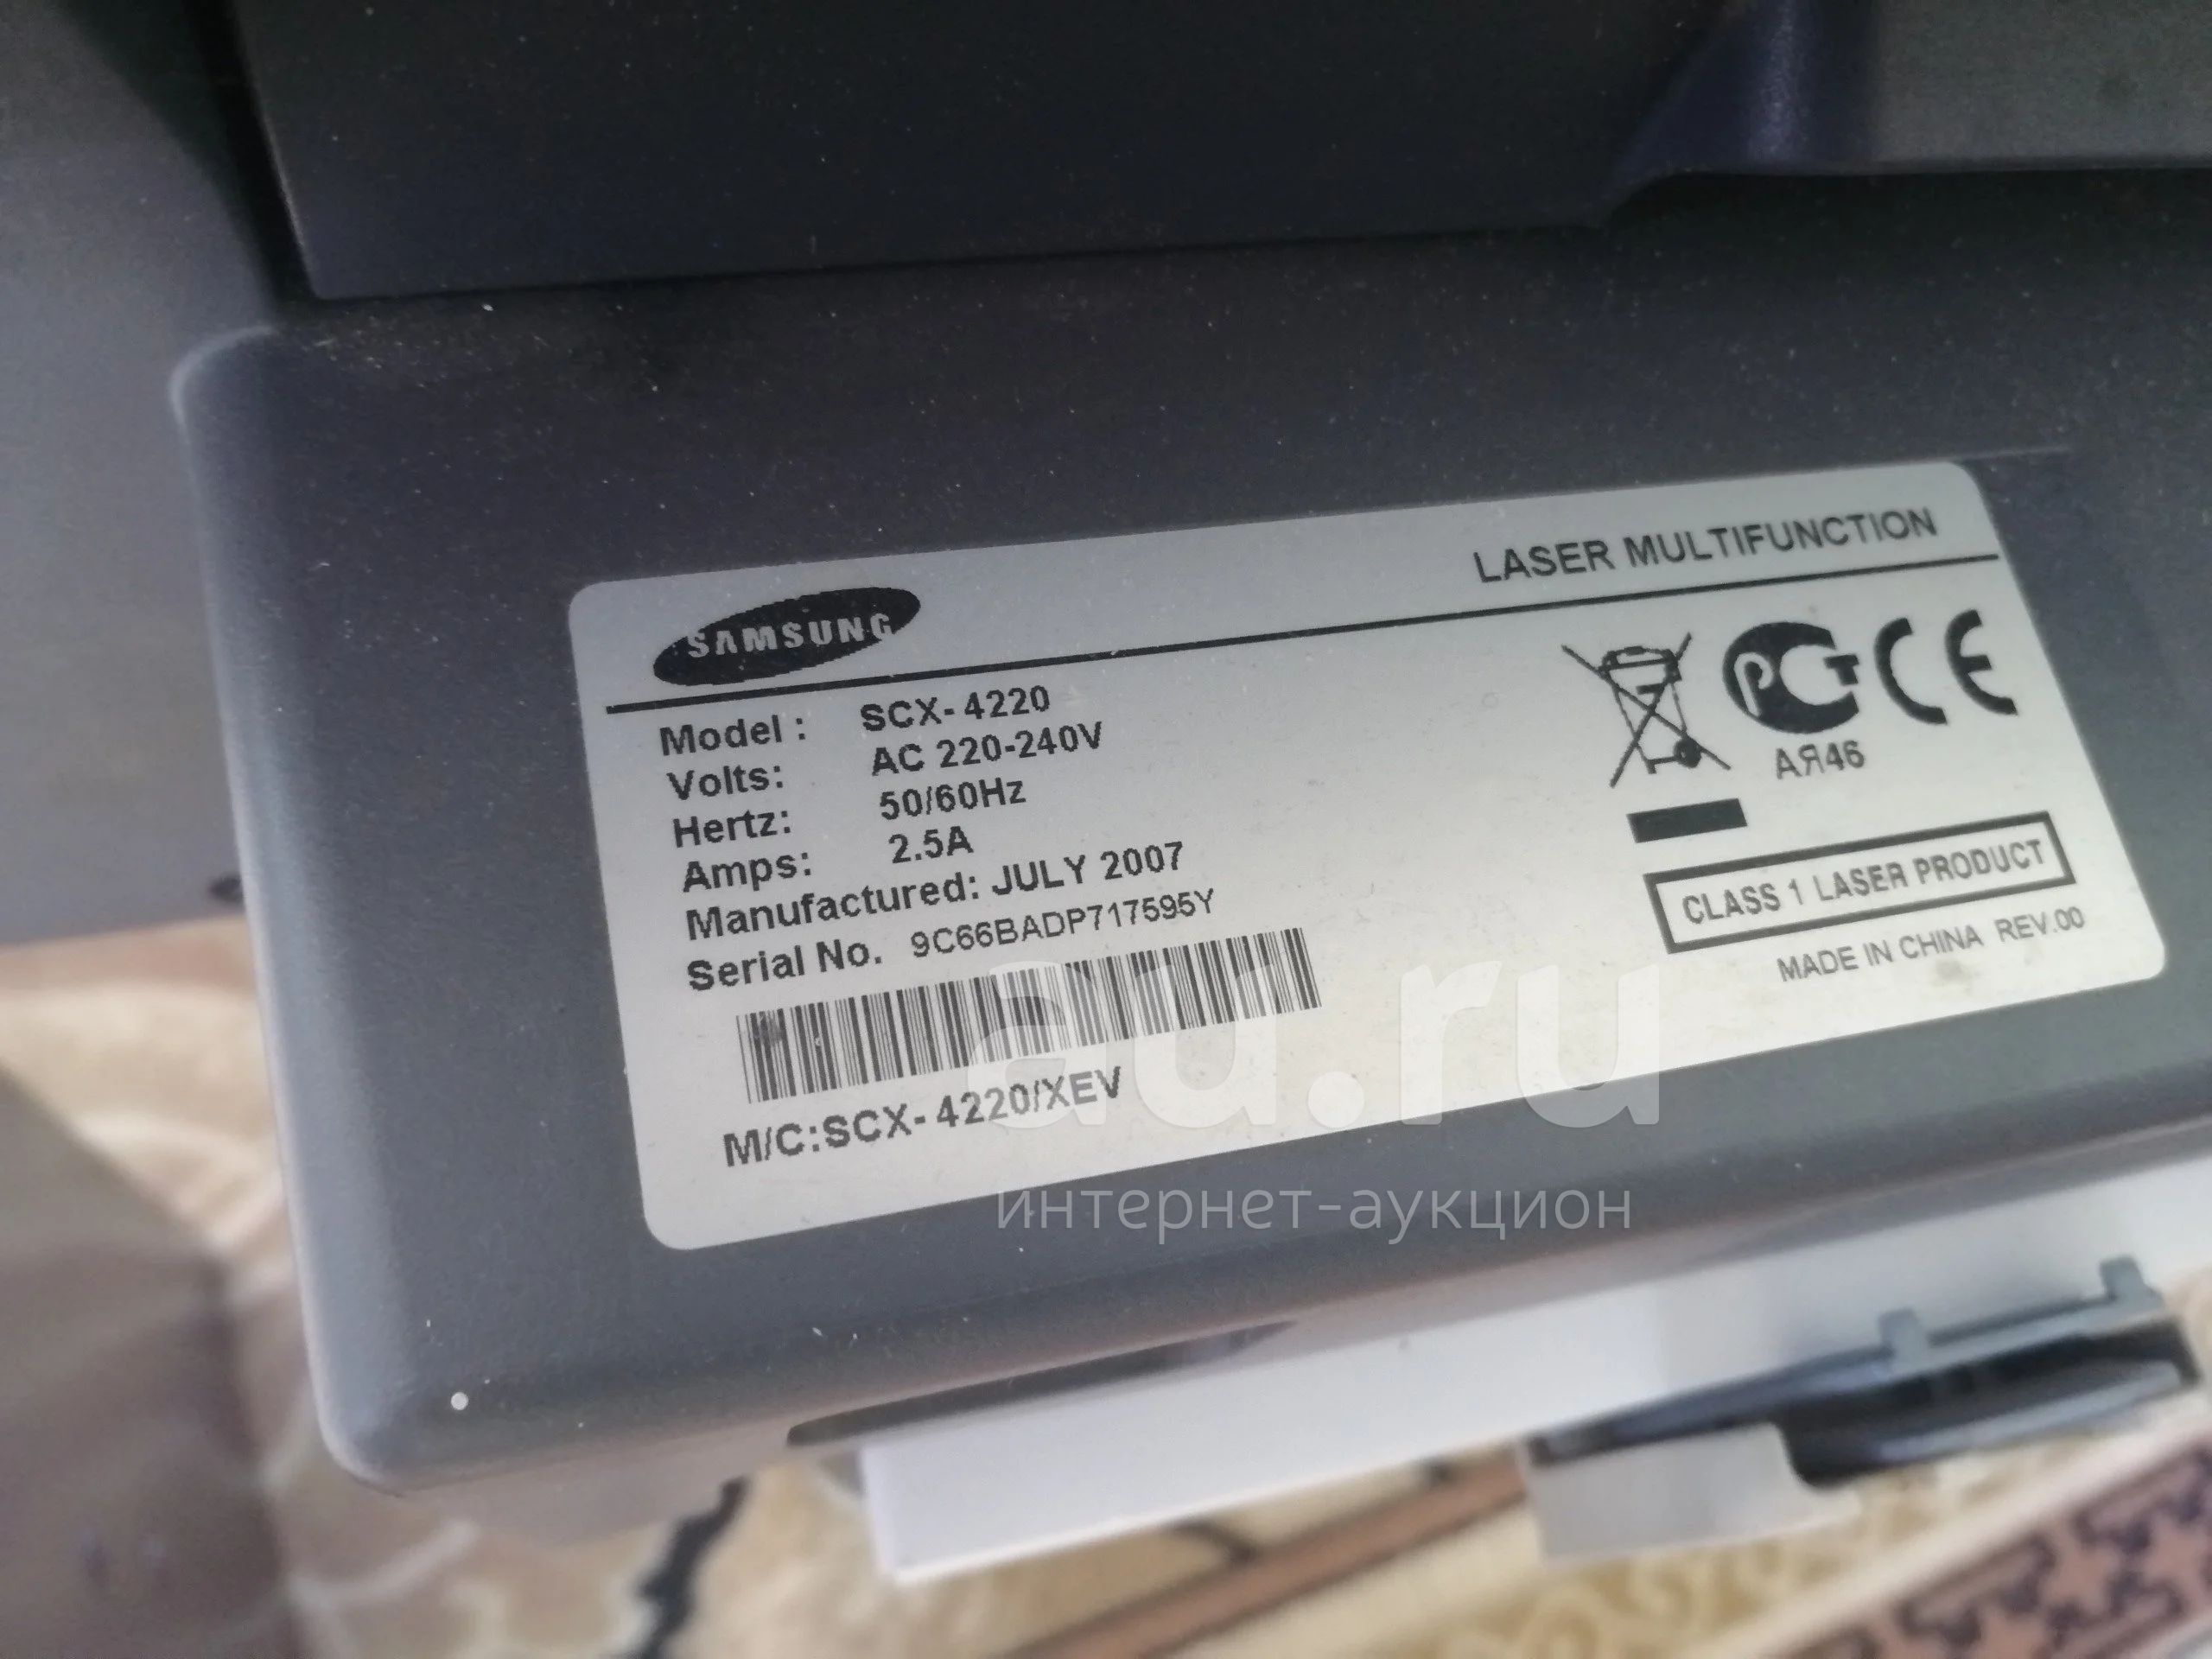 SAMSUNG
LASER MULTIFUNCTION
Model : SCX- 4220
Volts: AC 220-240V
Hertz: 50/60Hz
Amps: 2.5A
Manufactured: JULY 2007
Serial No. 9C66BADP717595Y
M/C:SCX- 4220/XEV
РСТ CE
АЯ46
CLASS 1 LASER PRODUCT
MADE IN CHINA REV.00
au.ru
интернет-аукцион